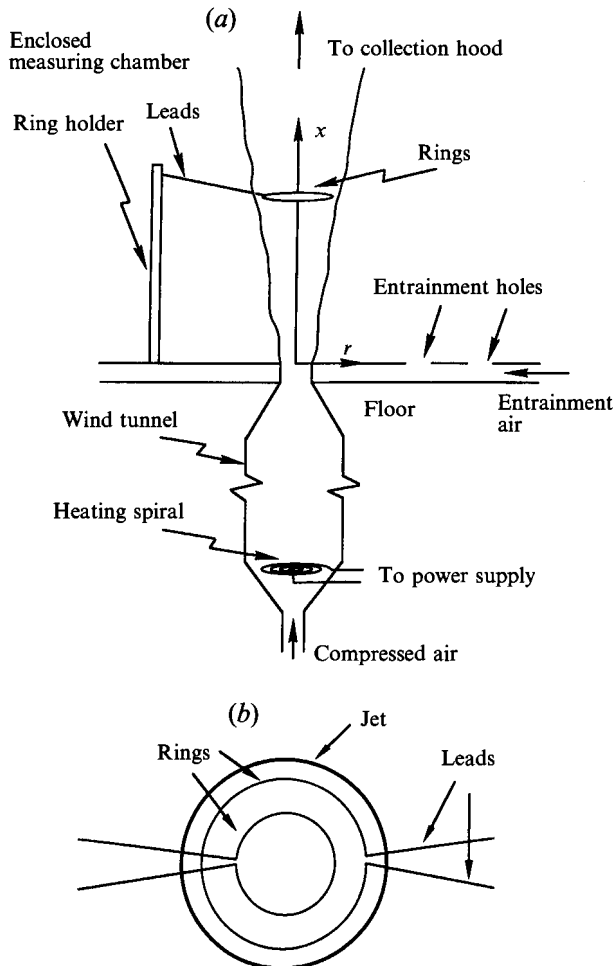 (a)
To collection hood
Enclosed
measuring chamber
Leads
Ring holder
x
Rings
Entrainment holes
r
Floor
Entrainment
air
Wind tunnel
Heating spiral
To power supply
Compressed air
(b)
Jet
Rings
Leads